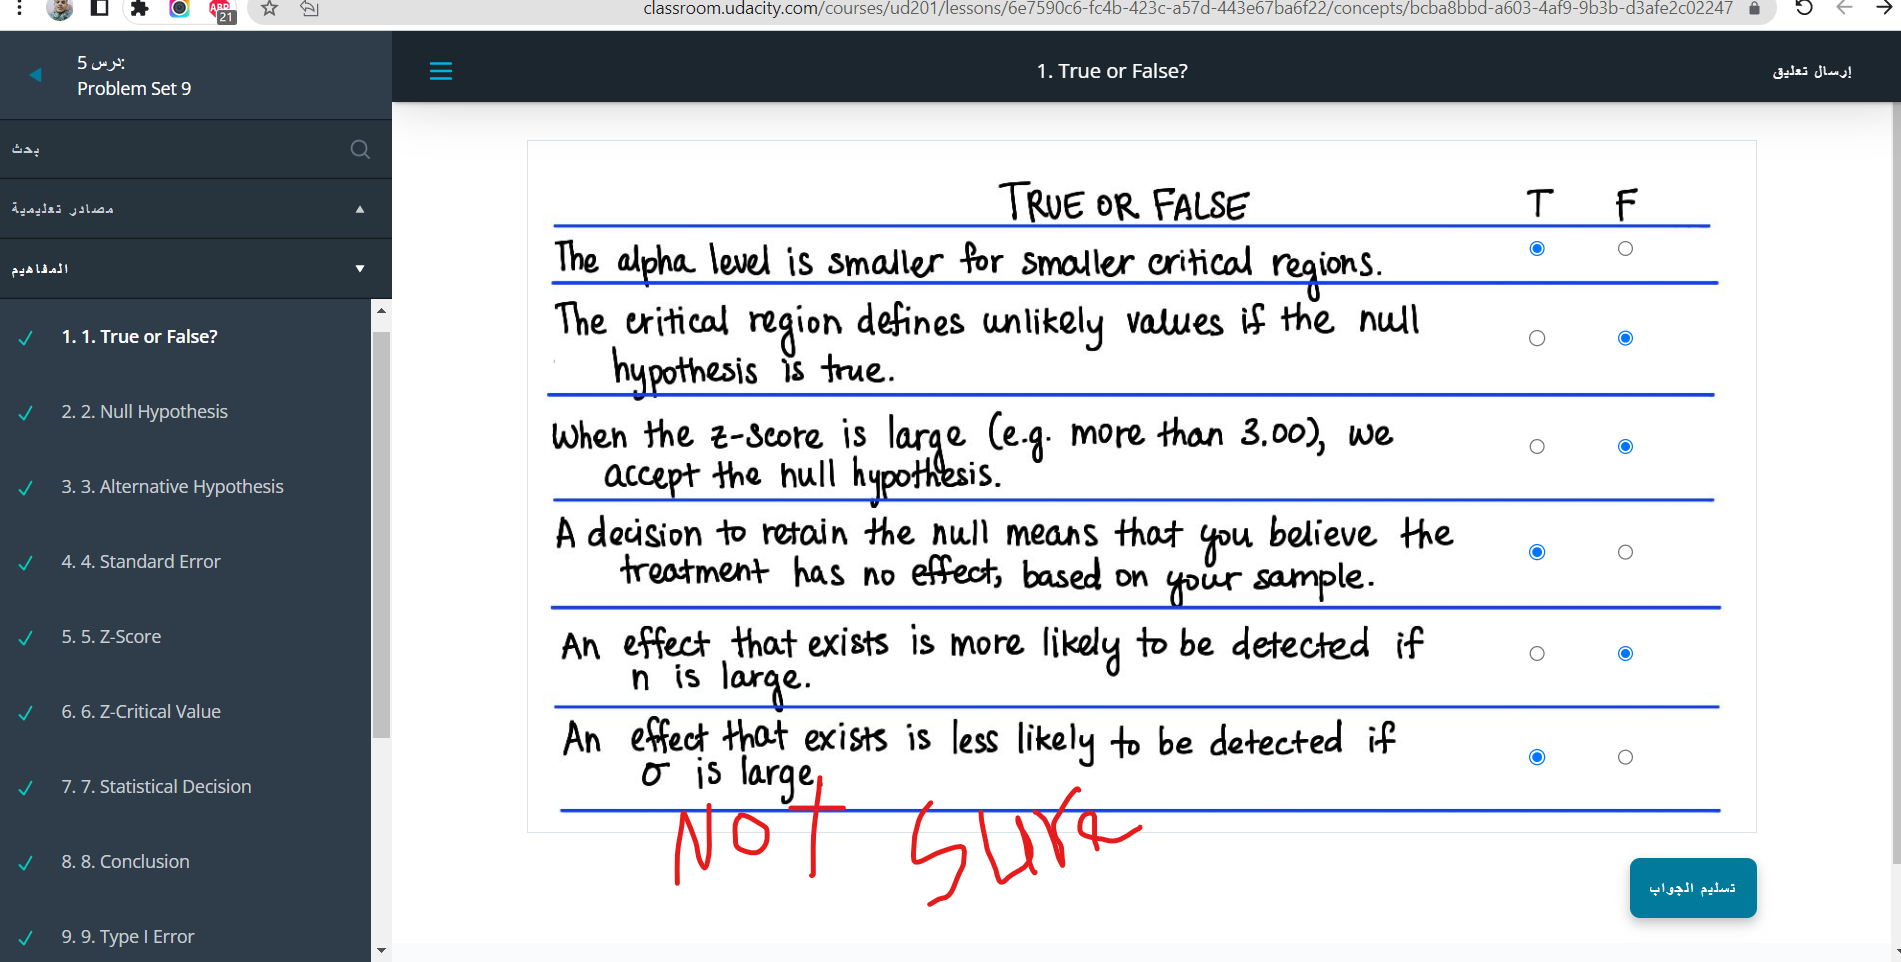 classroom.udacity.com/courses/ud201/lessons/6e7590c6-fc4b-423c-a57d-443e67ba6f22/concepts/bcba8bbd-a603-4af9-9b3b-d3afe2c02247
ABP
21
درس 5:
Problem Set 9
1. True or False?
إرسال تعليق
بحث
مصادر تعليمية
المفاهيم
1. 1. True or False?
2. 2. Null Hypothesis
3. 3. Alternative Hypothesis
4. 4. Standard Error
5. 5. Z-Score
6. 6. Z-Critical Value
7. 7. Statistical Decision
8. 8. Conclusion
9. 9. Type I Error
TRUE OR FALSE T F
The alpha level is smaller for smaller critical regions.
The critical region defines unlikely values if the null
hypothesis is true.
When the z-score is large (e.g. more than 3.00), we
accept the null hypothesis.
A decision to retain the null means that you believe the
treatment has no effect, based on your sample.
An effect that exists is more likely to be detected if
n is large.
An effect that exists is less likely to be detected if
σ is large.
NOT SURe
تسليم الجواب